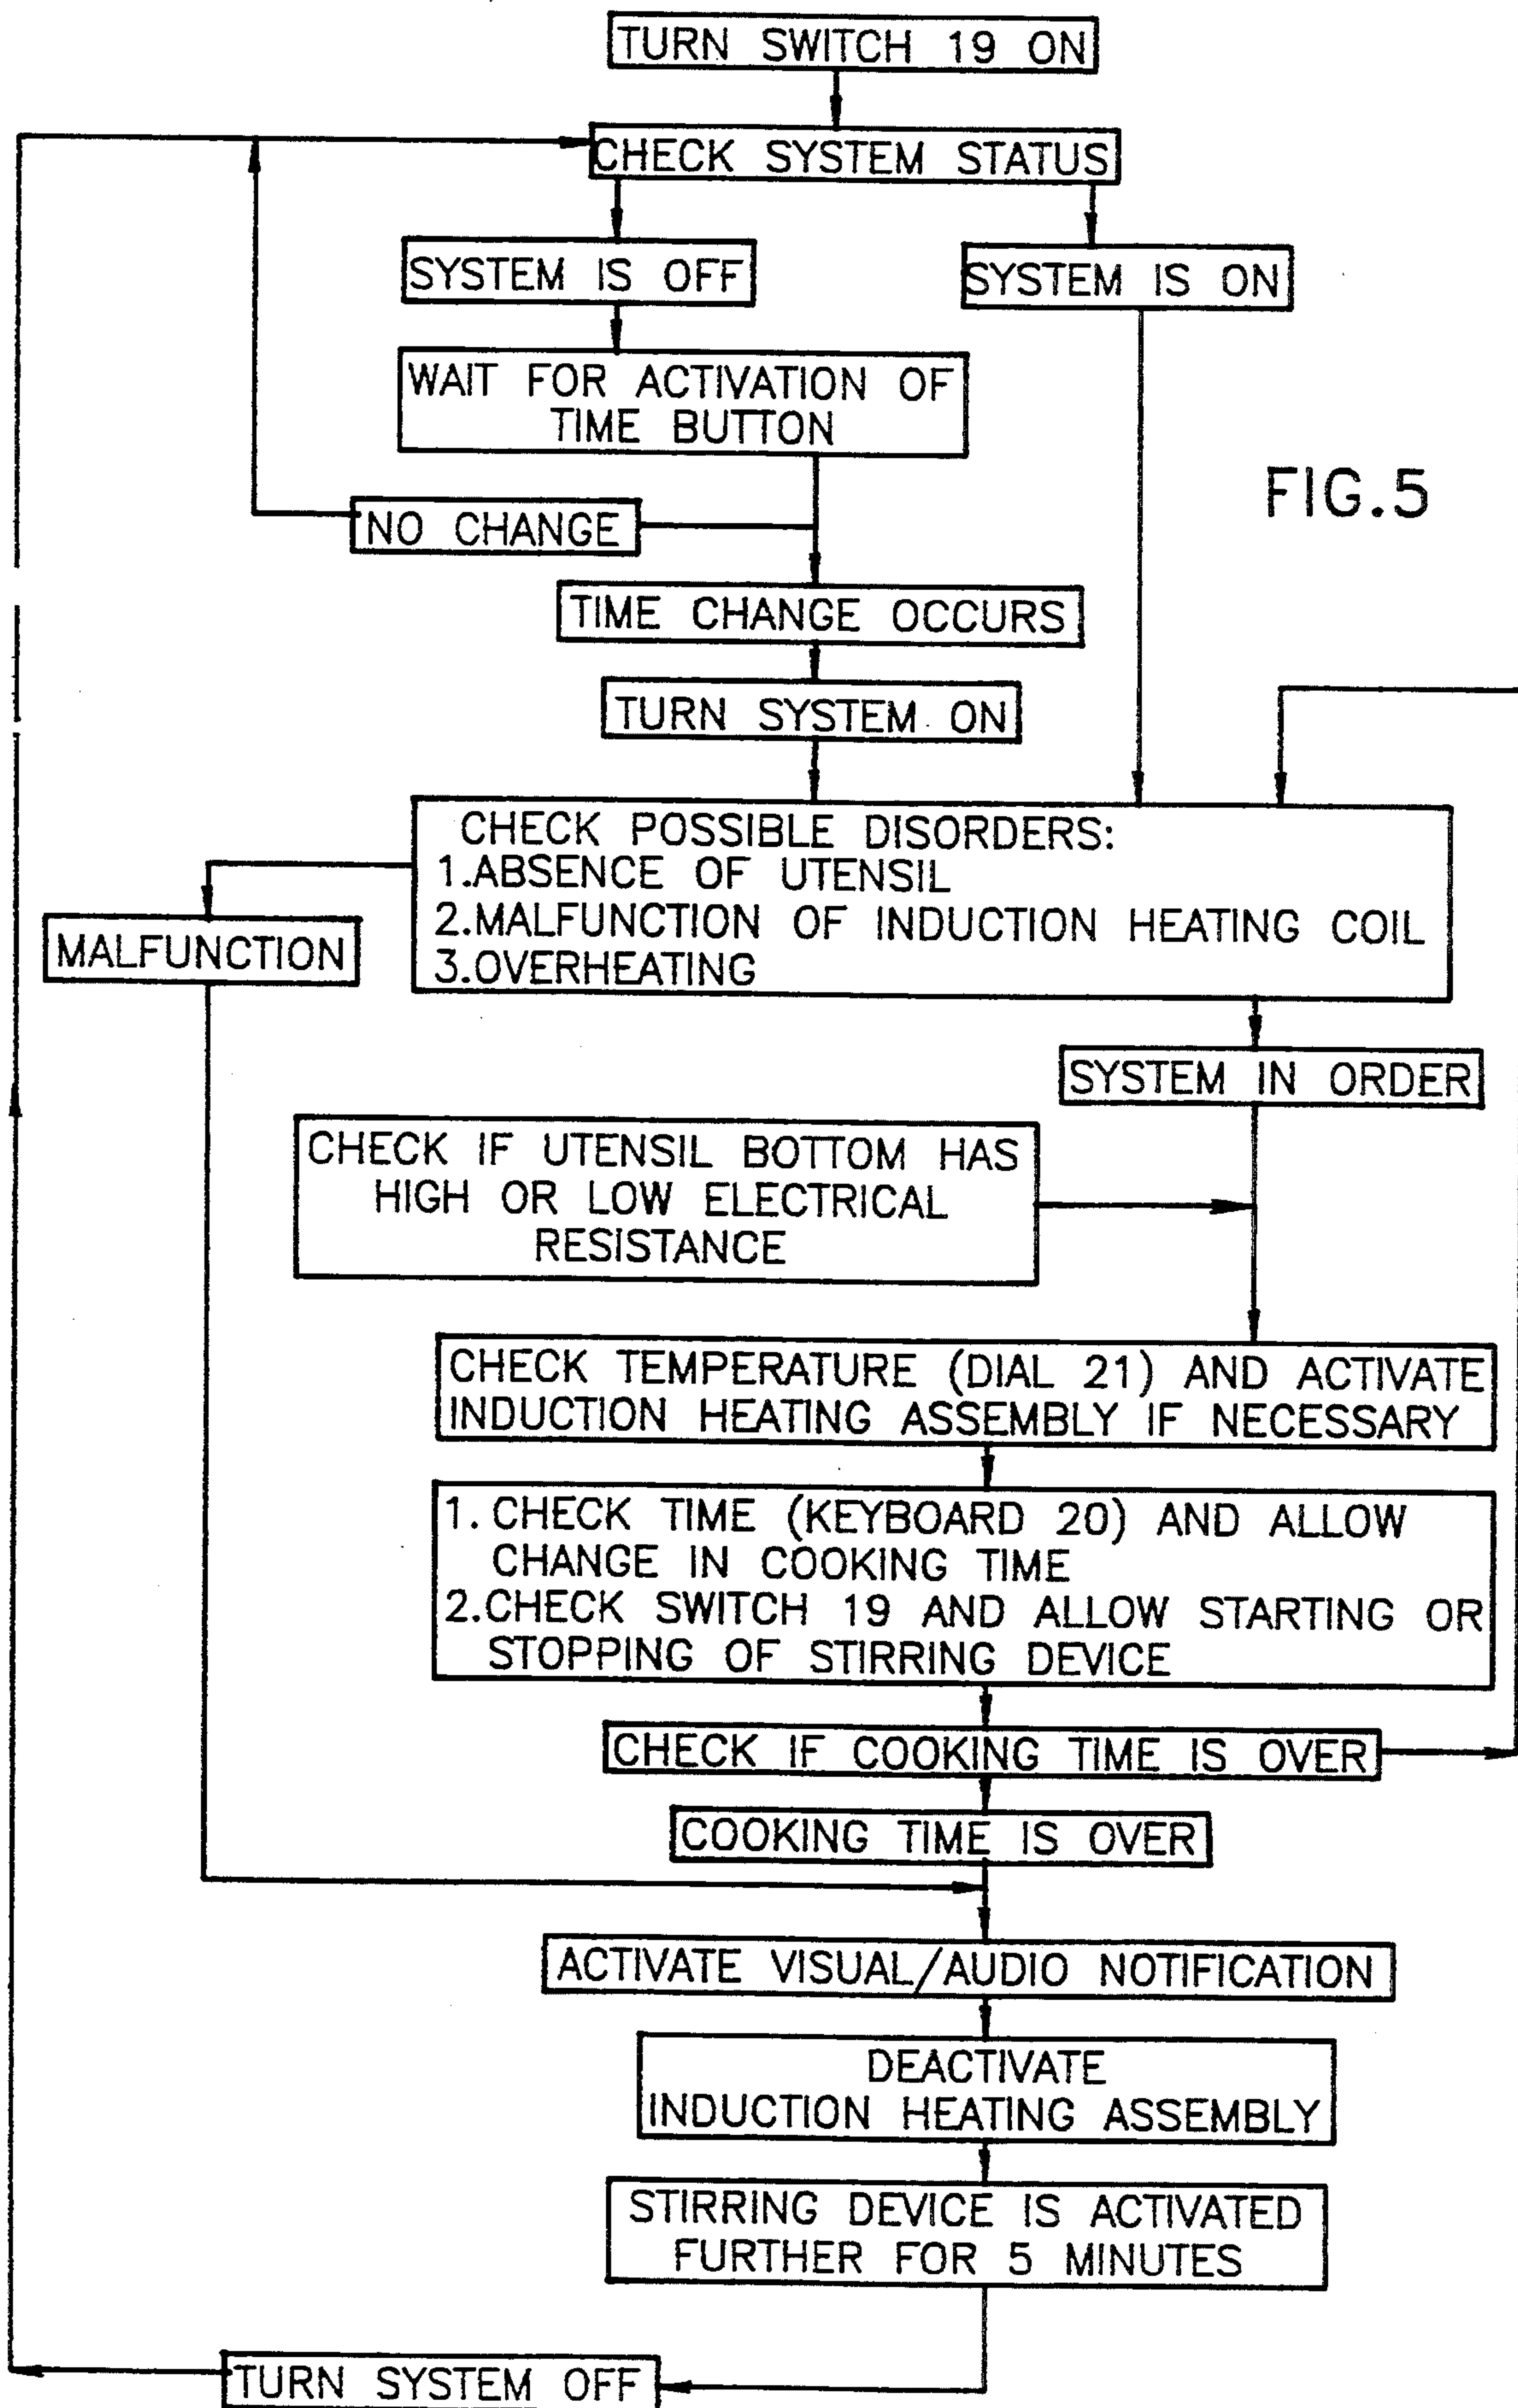 TURN SWITCH 19 ON
CHECK SYSTEM STATUS
SYSTEM IS OFF
SYSTEM IS ON
WAIT FOR ACTIVATION OF
TIME BUTTON
FIG.5
NO CHANGE
TIME CHANGE OCCURS
TURN SYSTEM ON
CHECK POSSIBLE DISORDERS:
1.ABSENCE OF UTENSIL
2.MALFUNCTION OF INDUCTION HEATING COIL
3.OVERHEATING
MALFUNCTION
SYSTEM IN ORDER
CHECK IF UTENSIL BOTTOM HAS
HIGH OR LOW ELECTRICAL
RESISTANCE
CHECK TEMPERATURE (DIAL 21) AND ACTIVATE
INDUCTION HEATING ASSEMBLY IF NECESSARY
1. CHECK TIME (KEYBOARD 20) AND ALLOW
CHANGE IN COOKING TIME
2.CHECK SWITCH 19 AND ALLOW STARTING OR
STOPPING OF STIRRING DEVICE
CHECK IF COOKING TIME IS OVER
COOKING TIME IS OVER
ACTIVATE VISUAL/AUDIO NOTIFICATION
DEACTIVATE
INDUCTION HEATING ASSEMBLY
STIRRING DEVICE IS ACTIVATED
FURTHER FOR 5 MINUTES
TURN SYSTEM OFF